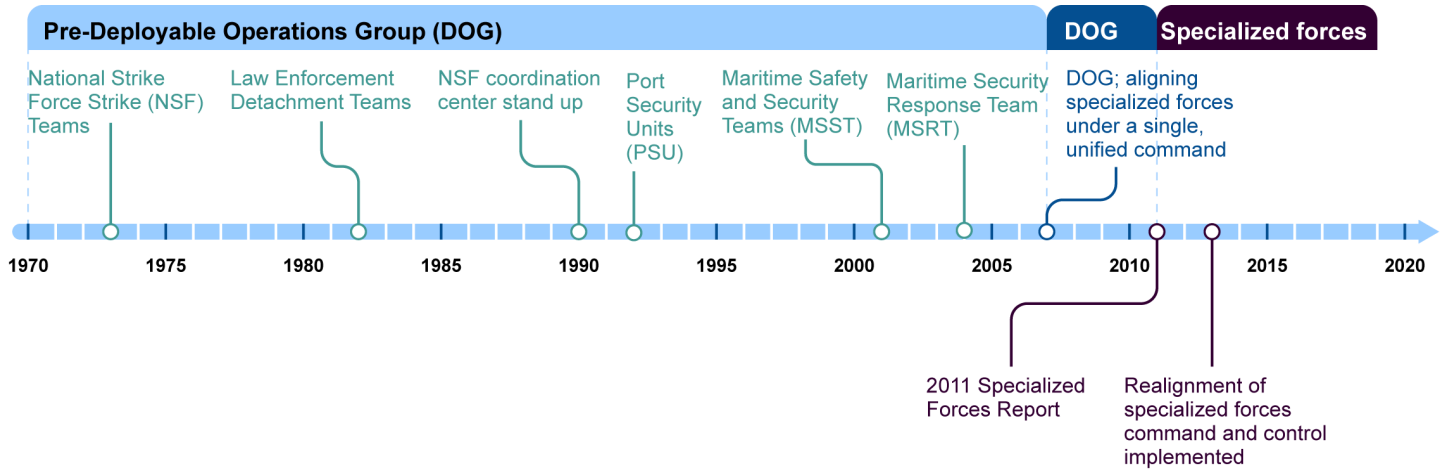 Pre-Deployable Operations Group (DOG)
DOG
Specialized forces
National Strike
Force Strike (NSF)
Teams
Law Enforcement
Detachment Teams
NSF coordination
center stand up
Port
Security
Units
(PSU)
Maritime Safety
and Security
Teams (MSST)
Maritime Security
Response Team
(MSRT)
DOG; aligning
specialized forces
under a single,
unified command
1970
1975
1980
1985
1990
1995
2000
2005
2010
2015
2020
2011 Specialized
Forces Report
Realignment of
specialized forces
command and control
implemented